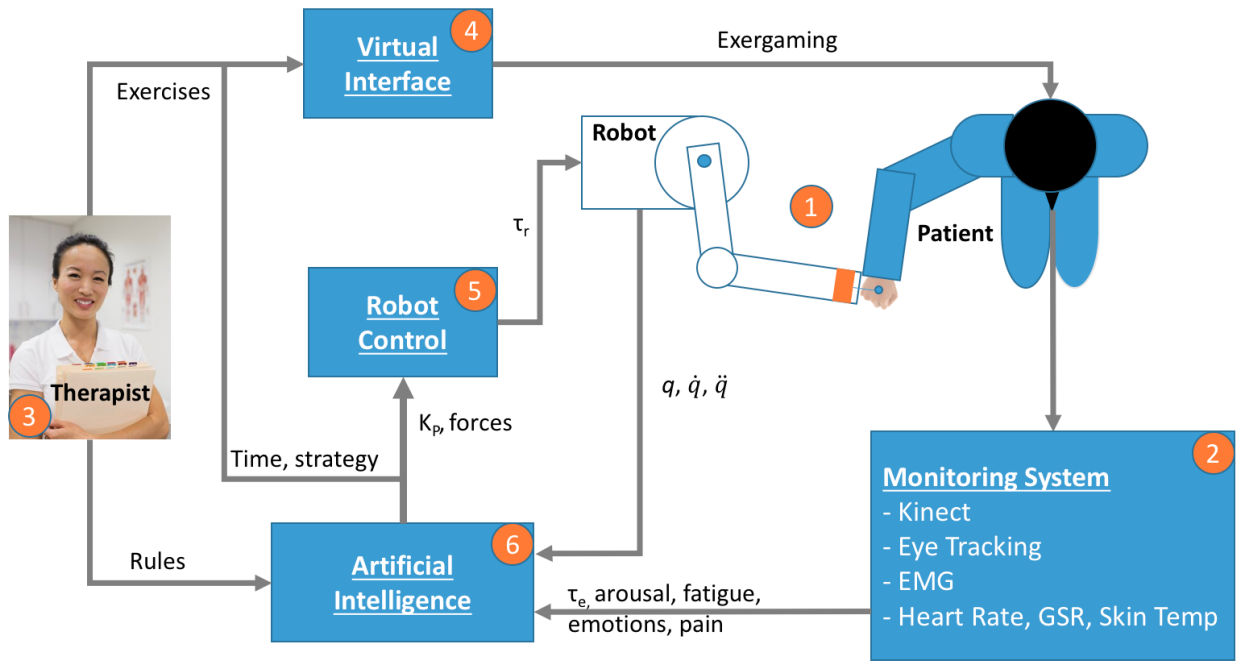 4
Virtual
Interface
Exergaming
Exercises
Robot
1
τr
Patient
5
Robot
Control
Therapist
3
q, q̇, q̈
KP, forces
Time, strategy
2
Monitoring System
- Kinect
- Eye Tracking
- EMG
- Heart Rate, GSR, Skin Temp
6
Rules
Artificial
Intelligence
τe, arousal, fatigue,
emotions, pain